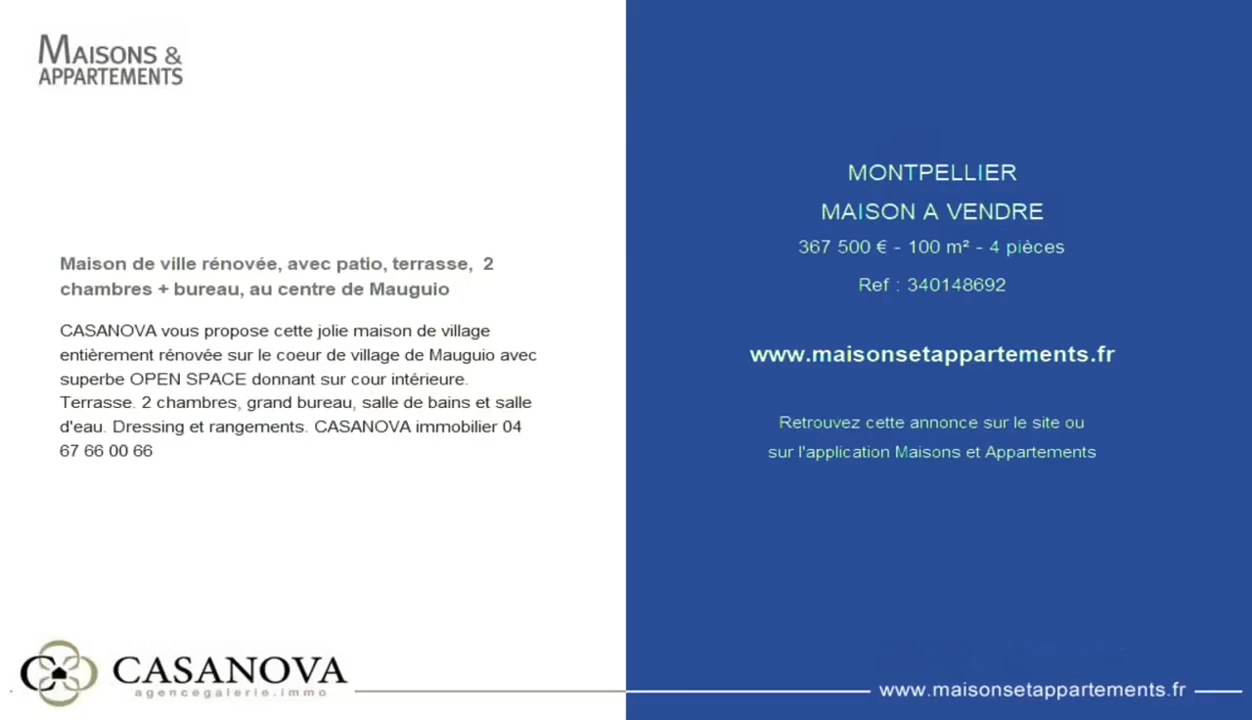 MAISONS &
APPARTEMENTS
Maison de ville rénovée, avec patio, terrasse, 2
chambres + bureau, au centre de Mauguio
CASANOVA vous propose cette jolie maison de village
entièrement rénovée sur le coeur de village de Mauguio avec
superbe OPEN SPACE donnant sur cour intérieure.
Terrasse. 2 chambres, grand bureau, salle de bains et salle
d'eau. Dressing et rangements. CASANOVA immobilier 04
67 66 00 66
CASANOVA
agencegalerie.immo
MONTPELLIER
MAISON A VENDRE
367 500 € - 100 m² - 4 pièces
Ref : 340148692
www.maisonsetappartements.fr
Retrouvez cette annonce sur le site ou
sur l'application Maisons et Appartements
www.maisonsetappartements.fr